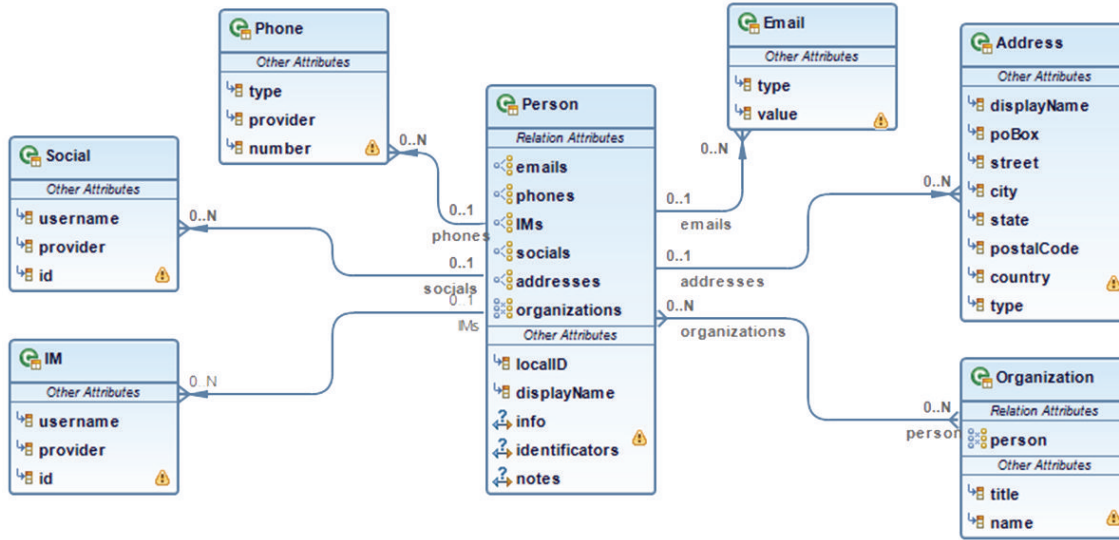 Phone
Other Attributes
type
provider
number
Email
Other Attributes
type
value
Address
Other Attributes
displayName
poBox
street
city
state
postalCode
country
type
Person
Relation Attributes
emails
phones
IMs
socials
addresses
organizations
Other Attributes
localID
displayName
info
identificators
notes
Social
Other Attributes
username
provider
id
IM
Other Attributes
username
provider
id
Organization
Relation Attributes
person
Other Attributes
title
name
0..N
0..1
phones
0..N
0..1
socials
0..N
0..1
IMs
0..N
0..1
emails
0..N
0..1
addresses
0..N
organizations
0..N
person